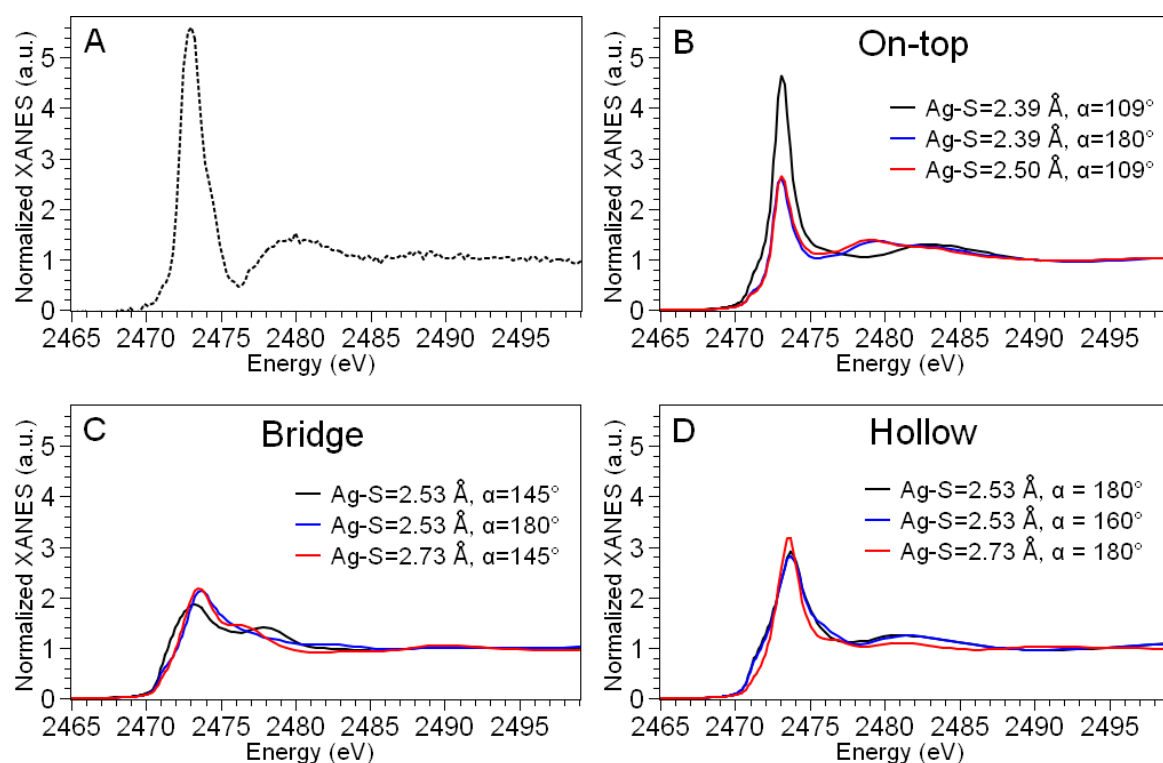 A
Normalized XANES (a.u.)
5
4
3
2
1
0
2465 2470 2475 2480 2485 2490 2495
Energy (eV)
B
On-top
Normalized XANES (a.u.)
5
4
3
2
1
0
Ag-S=2.39 Å, α=109°
Ag-S=2.39 Å, α=180°
Ag-S=2.50 Å, α=109°
2465 2470 2475 2480 2485 2490 2495
Energy (eV)
C
Bridge
Normalized XANES (a.u.)
5
4
3
2
1
0
Ag-S=2.53 Å, α=145°
Ag-S=2.53 Å, α=180°
Ag-S=2.73 Å, α=145°
2465 2470 2475 2480 2485 2490 2495
Energy (eV)
D
Hollow
Normalized XANES (a.u.)
5
4
3
2
1
0
Ag-S=2.53 Å, α = 180°
Ag-S=2.53 Å, α = 160°
Ag-S=2.73 Å, α = 180°
2465 2470 2475 2480 2485 2490 2495
Energy (eV)